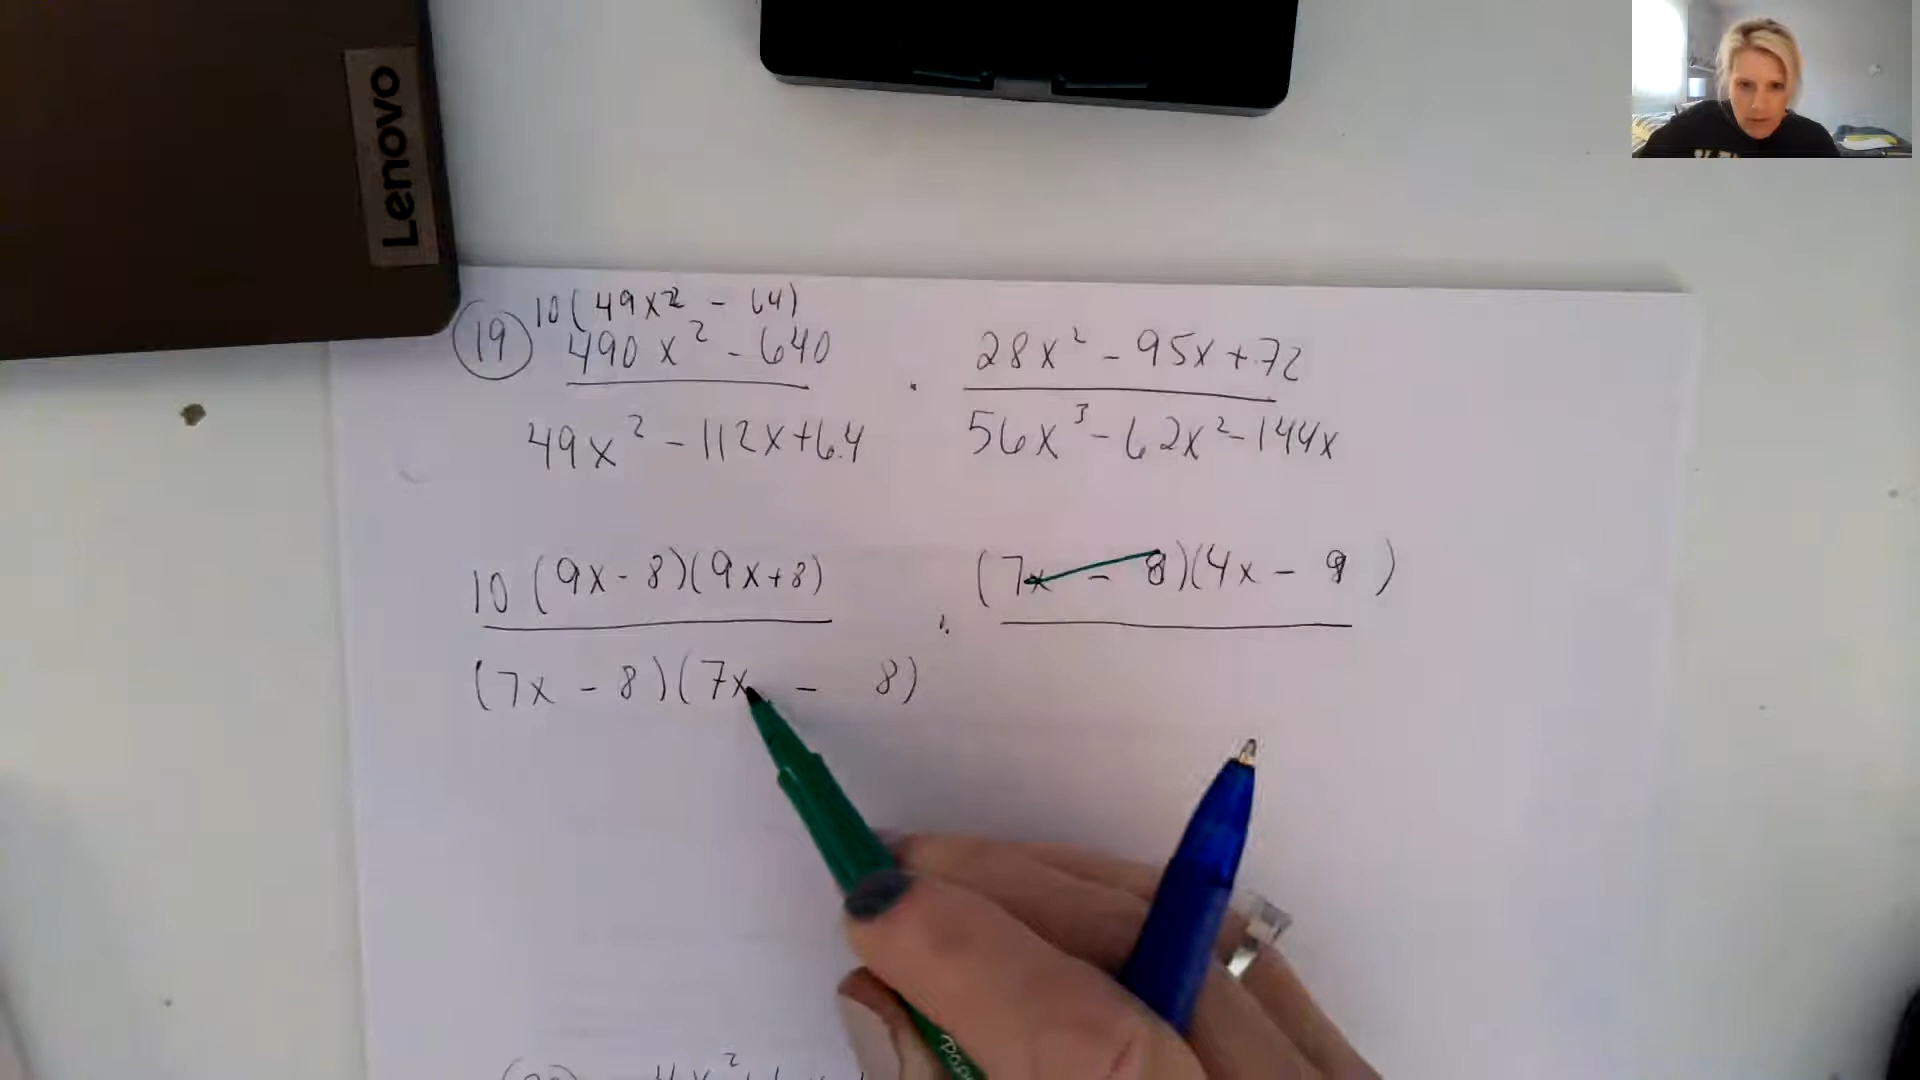 Lenovo
10(49x² - 64)
19 490x² - 640 · 28x² - 95x + 72
49x² - 112x + 64 56x³ - 62x² - 144x
10(9x - 8)(9x + 8) · (7x - 8)(4x - 9)
(7x - 8)(7x - 8)